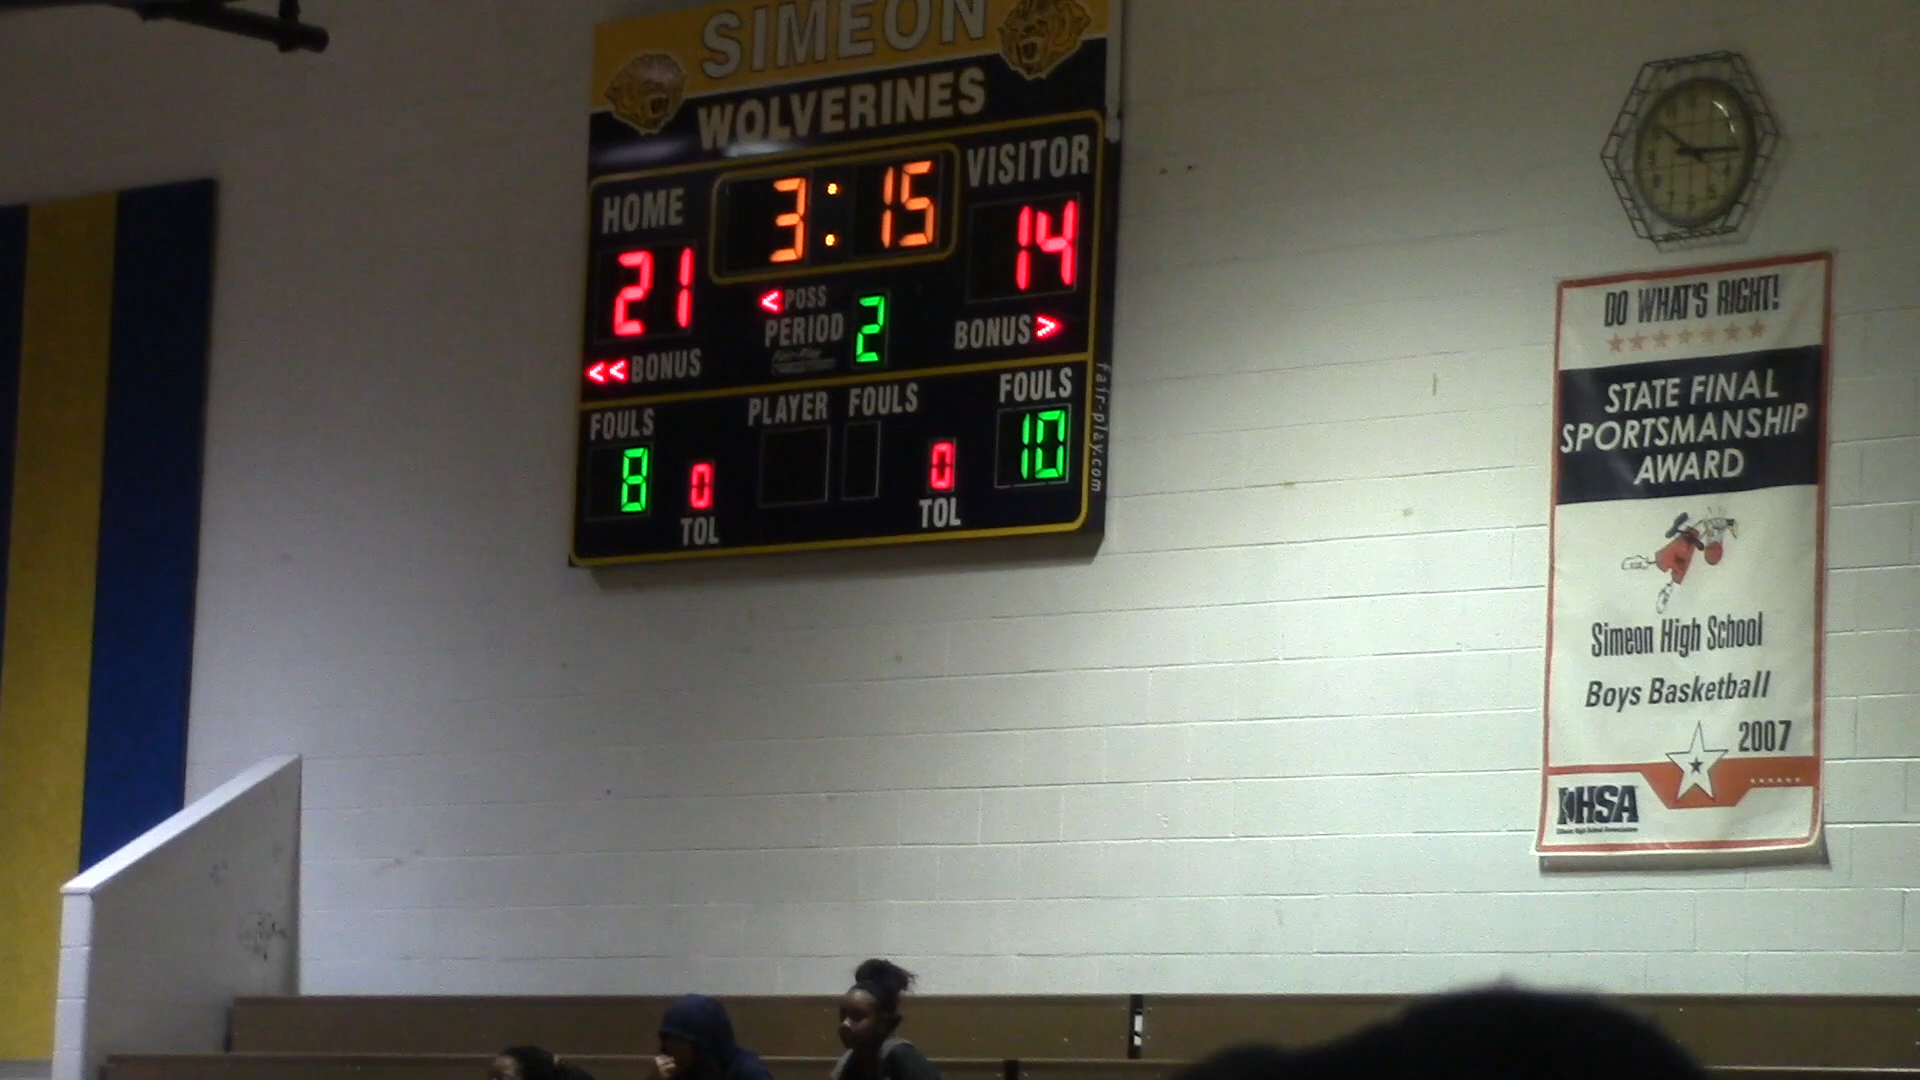 SIMEON
WOLVERINES
HOME
3:15
VISITOR
21
14
<POSS
PERIOD
2
<<BONUS
BONUS>
FOULS
PLAYER
FOULS
FOULS
8
0
0
10
TOL
TOL
fair-play.com
DO WHAT'S RIGHT!
STATE FINAL
SPORTSMANSHIP
AWARD
Simeon High School
Boys Basketball
2007
IHSA